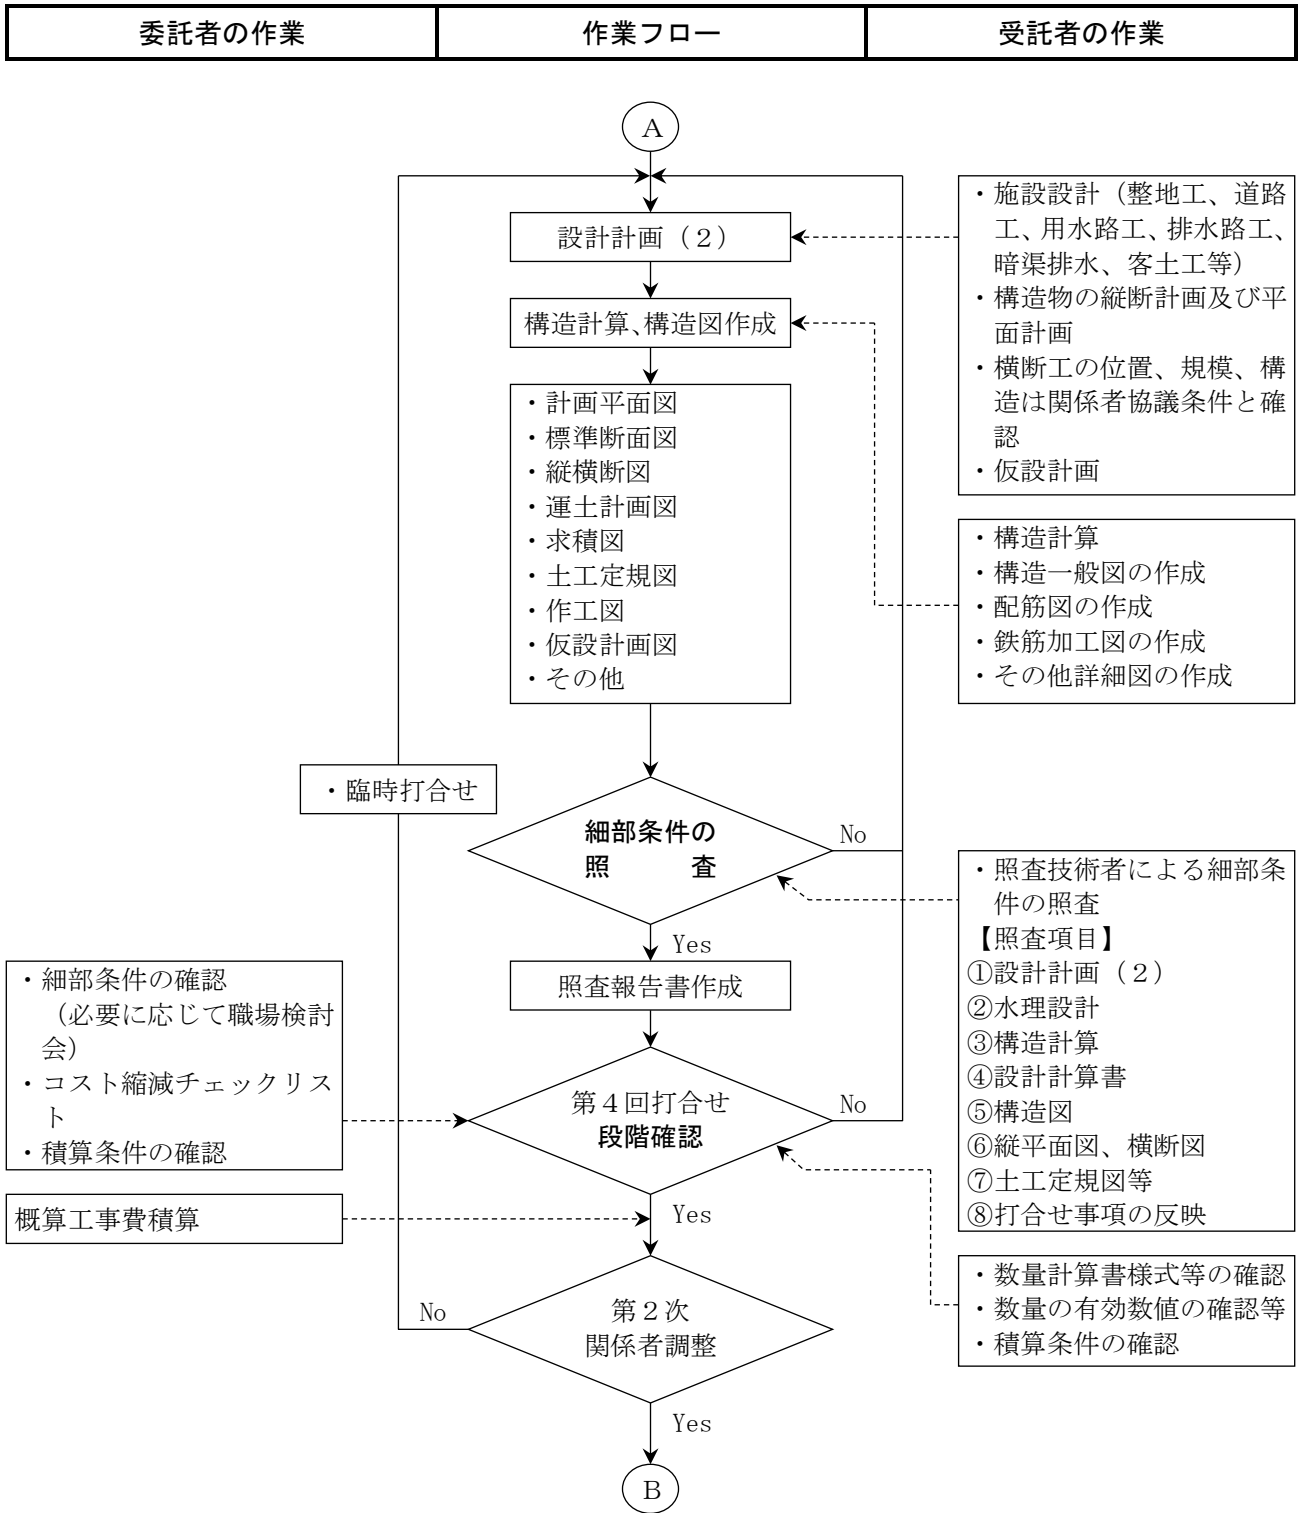 委託者の作業
作業フロー
受託者の作業
A
設計計画（２）
構造計算、構造図作成
・計画平面図
・標準断面図
・縦横断図
・運土計画図
・求積図
・土工定規図
・作工図
・仮設計画図
・その他
・施設設計（整地工、道路
工、用水路工、排水路工、
暗渠排水、客土工等）
・構造物の縦断計画及び平
面計画
・横断工の位置、規模、構
造は関係者協議条件と確
認
・仮設計画
・構造計算
・構造一般図の作成
・配筋図の作成
・鉄筋加工図の作成
・その他詳細図の作成
・臨時打合せ
細部条件の
照　　　査
No
Yes
・照査技術者による細部条
件の照査
【照査項目】
①設計計画（２）
②水理設計
③構造計算
④設計計算書
⑤構造図
⑥縦平面図、横断図
⑦土工定規図等
⑧打合せ事項の反映
照査報告書作成
・細部条件の確認
（必要に応じて職場検討
会）
・コスト縮減チェックリス
ト
・積算条件の確認
第４回打合せ
段階確認
No
Yes
概算工事費積算
・数量計算書様式等の確認
・数量の有効数値の確認等
・積算条件の確認
第２次
関係者調整
No
Yes
B